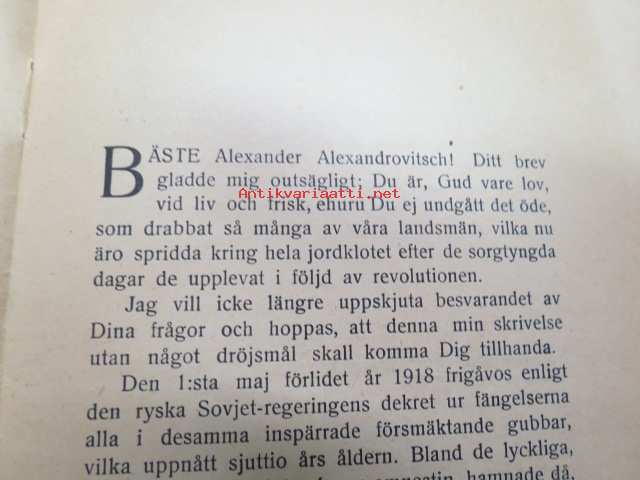 BÄSTE Alexander Alexandrovitsch! Ditt brev
gladde mig outsägligt: Du är, Gud vare lov,
Antikvariaatti.net
vid liv och frisk, ehuru Du ej undgått det öde,
som drabbat så många av våra landsmän, vilka nu
äro spridda kring hela jordklotet efter de sorgtyngda
dagar de upplevat i följd av revolutionen.
Jag vill icke längre uppskjuta besvarandet av
Dina frågor och hoppas, att denna min skrivelse
utan något dröjsmål skall komma Dig tillhanda.
Den 1:sta maj förlidet år 1918 frigåvos enligt
den ryska Sovjet-regeringens dekret ur fängelserna
alla i desamma inspärrade försmäktande gubbar,
vilka uppnått sjuttio års åldern. Bland de lyckliga,
hamnade då,